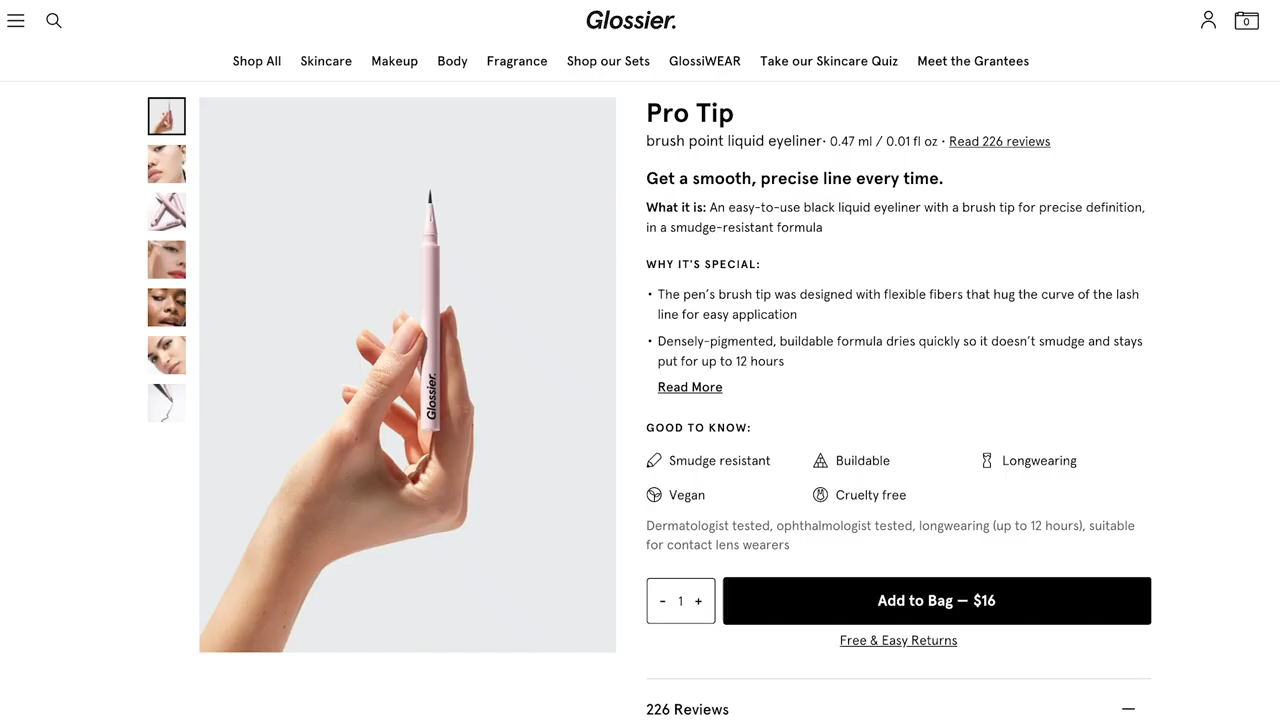 Glossier.
0
Shop All Skincare Makeup Body Fragrance Shop our Sets GlossiWEAR Take our Skincare Quiz Meet the Grantees
Glossier.
Pro Tip
brush point liquid eyeliner· 0.47 ml / 0.01 fl oz · Read 226 reviews
Get a smooth, precise line every time.
What it is: An easy-to-use black liquid eyeliner with a brush tip for precise definition,
in a smudge-resistant formula
WHY IT'S SPECIAL:
• The pen’s brush tip was designed with flexible fibers that hug the curve of the lash
line for easy application
• Densely-pigmented, buildable formula dries quickly so it doesn’t smudge and stays
put for up to 12 hours
Read More
GOOD TO KNOW:
Smudge resistant Buildable Longwearing
Vegan Cruelty free
Dermatologist tested, ophthalmologist tested, longwearing (up to 12 hours), suitable
for contact lens wearers
- 1 + Add to Bag — $16
Free & Easy Returns
226 Reviews —